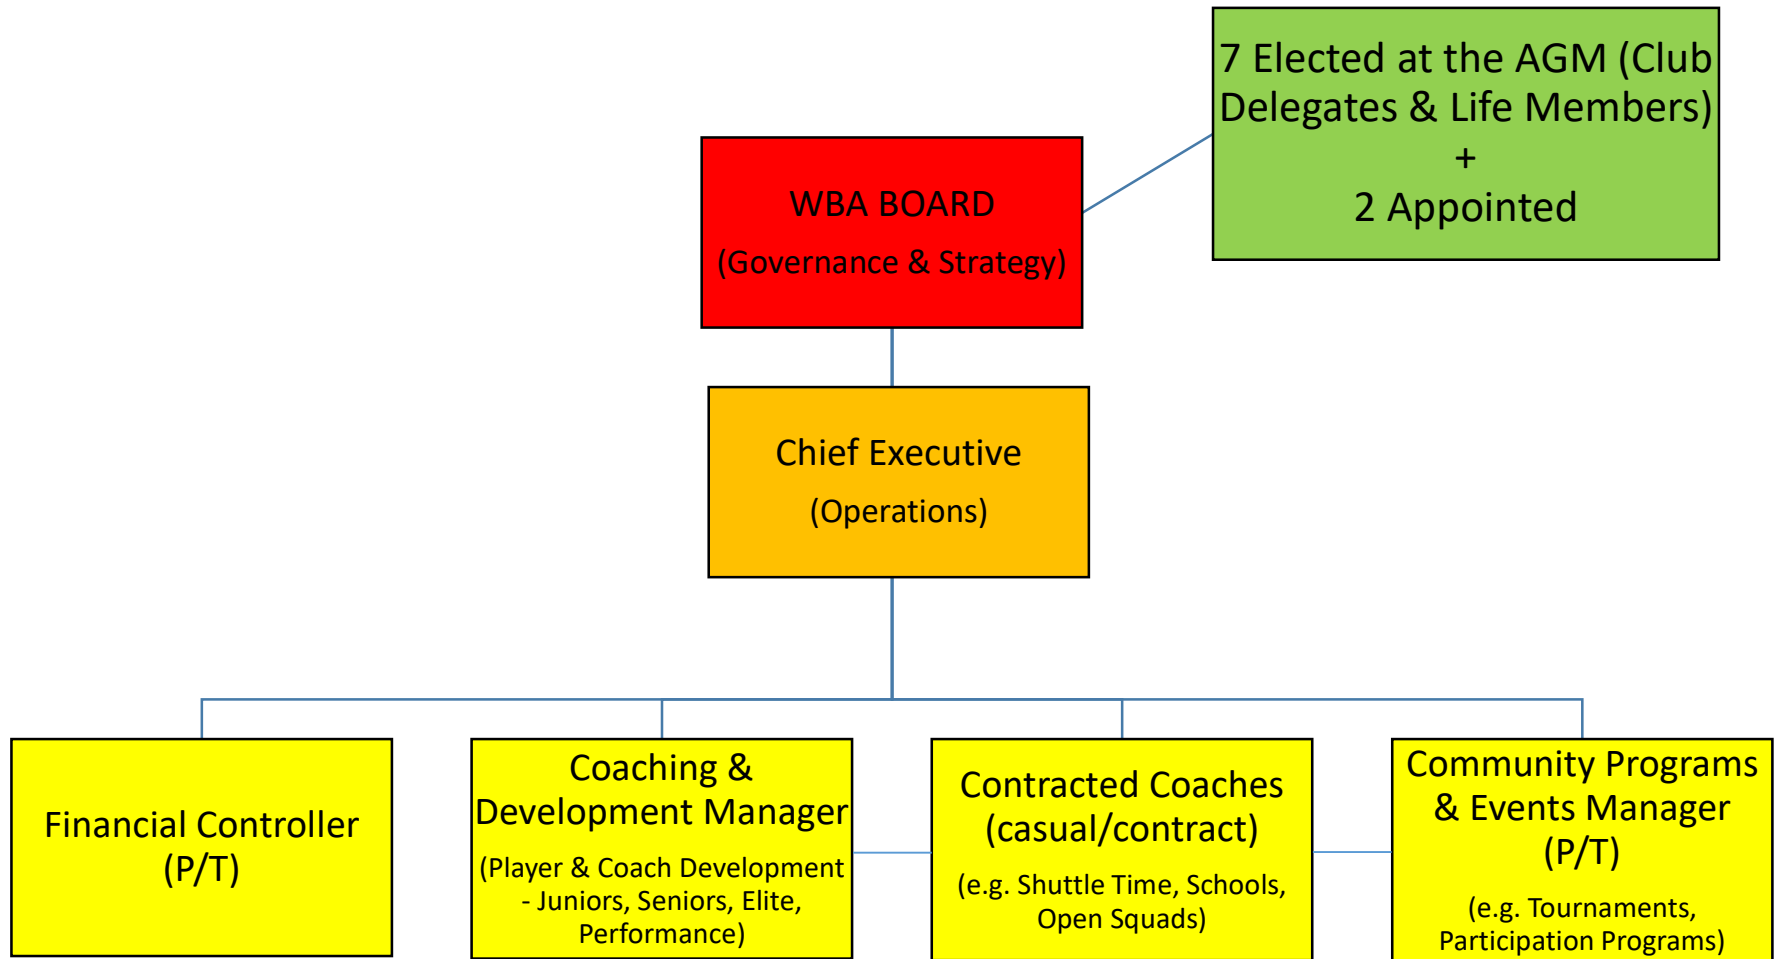 7 Elected at the AGM (Club
Delegates & Life Members)
+
2 Appointed
WBA BOARD
(Governance & Strategy)
Chief Executive
(Operations)
Financial Controller
(P/T)
Coaching &
Development Manager
(Player & Coach Development
- Juniors, Seniors, Elite,
Performance)
Contracted Coaches
(casual/contract)
(e.g. Shuttle Time, Schools,
Open Squads)
Community Programs
& Events Manager
(P/T)
(e.g. Tournaments,
Participation Programs)